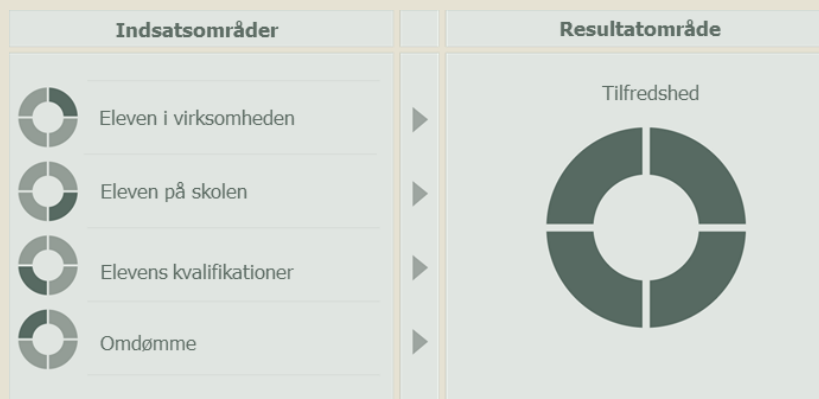 Indsatsområder
Resultatområde
Eleven i virksomheden
Eleven på skolen
Elevens kvalifikationer
Omdømme
Tilfredshed